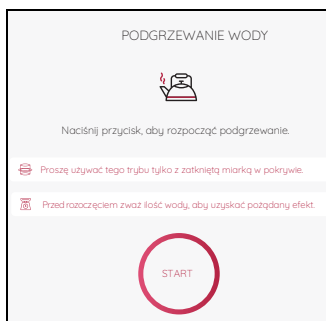 PODGRZEWANIE WODY
Naciśnij przycisk, aby rozpocząć podgrzewanie.
Proszę używać tego trybu tylko z zatkniętą miarką w pokrywie.
Przed rozoczęciem zważ ilość wody, aby uzyskać pożądany efekt.
START